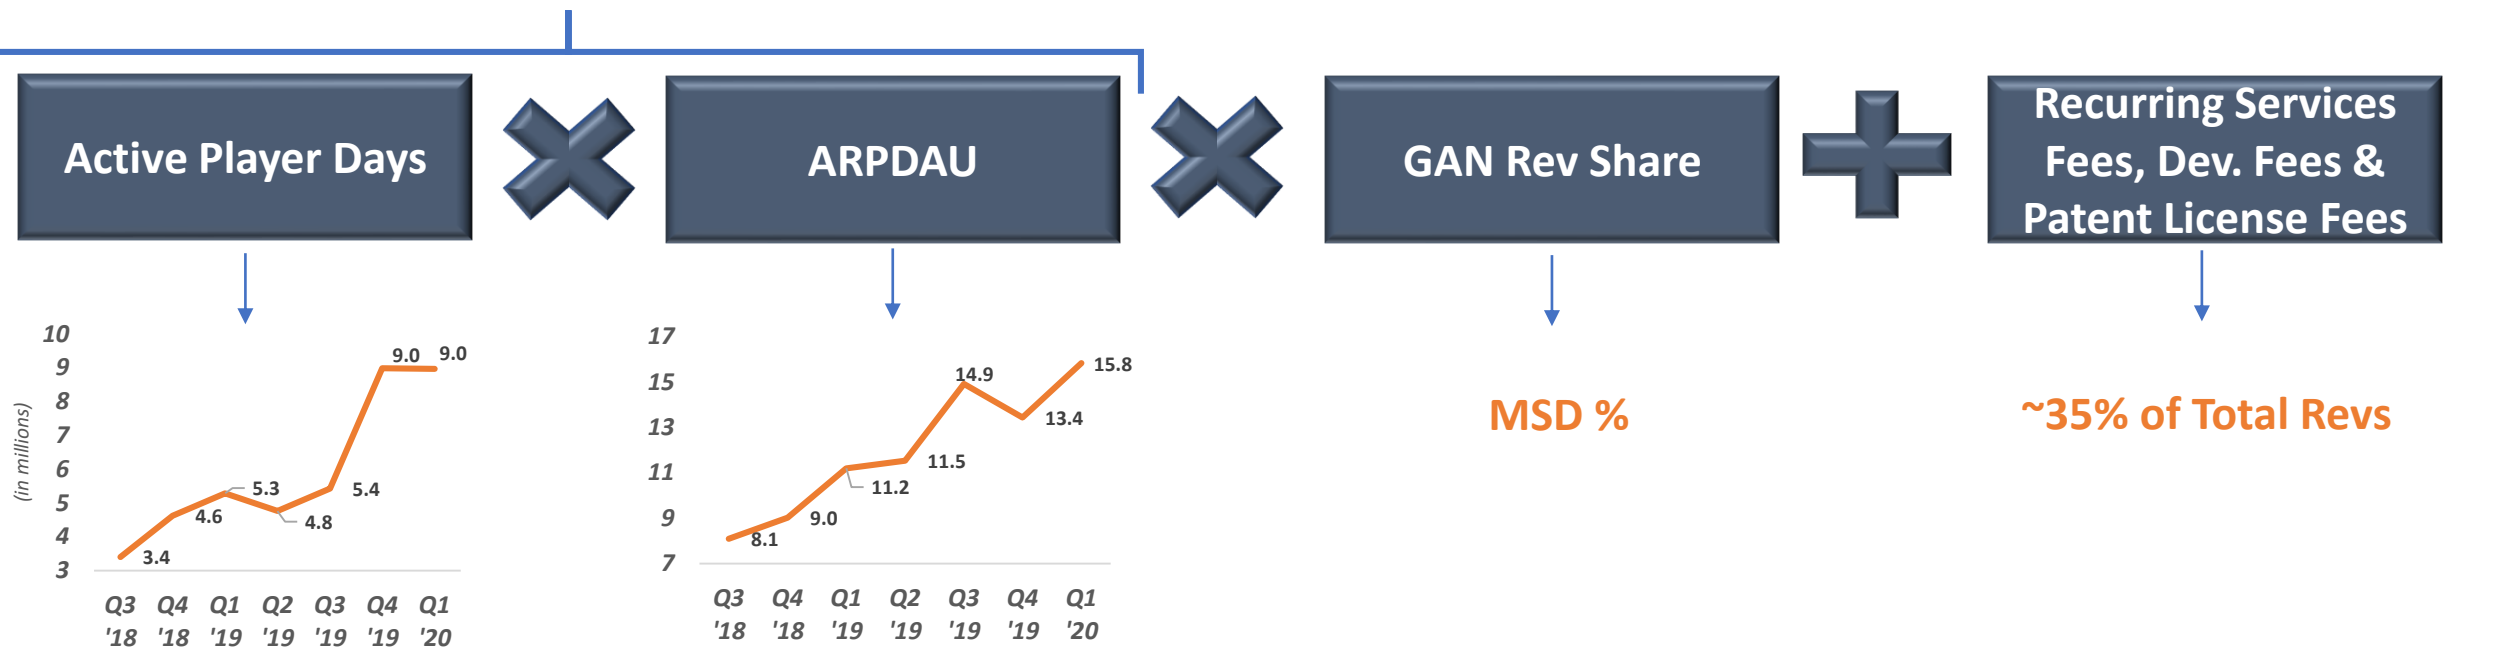 Active Player Days
ARPDAU
GAN Rev Share
Recurring Services
Fees, Dev. Fees &
Patent License Fees
(in millions)
10
9
8
7
6
5
4
3
3.4
4.6
5.3
4.8
5.4
9.0
9.0
Q3 Q4 Q1 Q2 Q3 Q4 Q1
'18 '18 '19 '19 '19 '19 '20
17
15
13
11
9
7
8.1
9.0
11.2
11.5
14.9
13.4
15.8
Q3 Q4 Q1 Q2 Q3 Q4 Q1
'18 '18 '19 '19 '19 '19 '20
MSD %
~35% of Total Revs